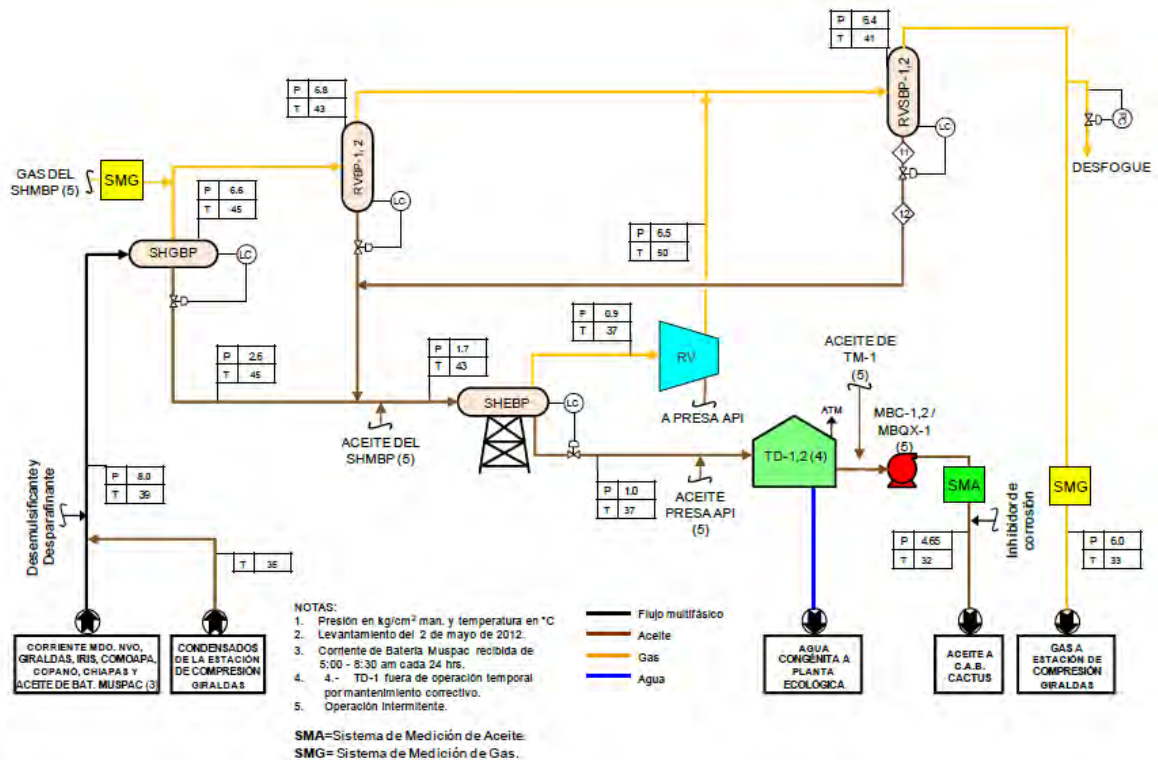 P 6.4
T 41
RVSBP-1,2
LC
11
12
DESFOGUE
P 6.8
T 43
RVBP-1, 2
LC
GAS DEL
SHMBP (5)
SMG
P 6.6
T 45
SHGBP
LC
P 6.5
T 50
P 0.9
T 37
RV
A PRESA API
P 2.6
T 45
P 1.7
T 43
SHEBP
LC
ACEITE DEL
SHMBP (5)
ACEITE DE
TM-1
(5)
MBC-1,2 /
MBQX-1
(5)
ATM
TD-1,2 (4)
P 1.0
T 37
ACEITE
PRESA API
(5)
SMA
SMG
Inhibidor de
corrosión
P 4.65
T 32
P 6.0
T 33
Desemulsificante y
Desparafinante
P 8.0
T 39
T 35
CORRIENTE MDO. NVO,
GIRALDAS, IRIS, COMOAPA,
COPANO, CHIAPAS Y
ACEITE DE BAT. MUSPAC (3)
CONDENSADOS
DE LA ESTACIÓN
DE COMPRESIÓN
GIRALDAS
NOTAS:
1. Presión en kg/cm² man. y temperatura en °C
2. Levantamiento del 2 de mayo de 2012.
3. Corriente de Batería Muspac recibida de
5:00 - 8:30 am cada 24 hrs.
4. 4.- TD-1 fuera de operación temporal
por mantenimiento correctivo.
5. Operación Intermitente.
SMA=Sistema de Medición de Aceite.
SMG= Sistema de Medición de Gas.
Flujo multifásico
Aceite
Gas
Agua
AGUA
CONGÉNITA A
PLANTA
ECOLÓGICA
ACEITE A
C.A.B.
CACTUS
GAS A
ESTACIÓN DE
COMPRESIÓN
GIRALDAS